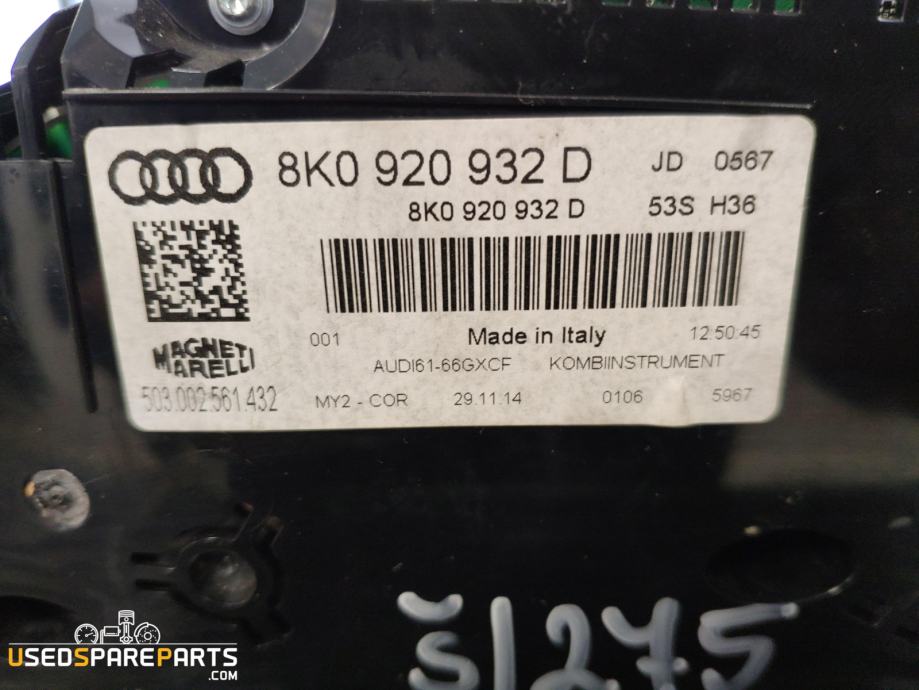 8K0 920 932 D JD 0567
8K0 920 932 D 53S H36
001 Made in Italy 12:50:45
MAGNETI MARELLI
AUDI61-66GXCF KOMBIINSTRUMENT
503.002.561.432 MY2 - COR 29.11.14 0106 5967
Š1275
USEDSPAREPARTS
.COM